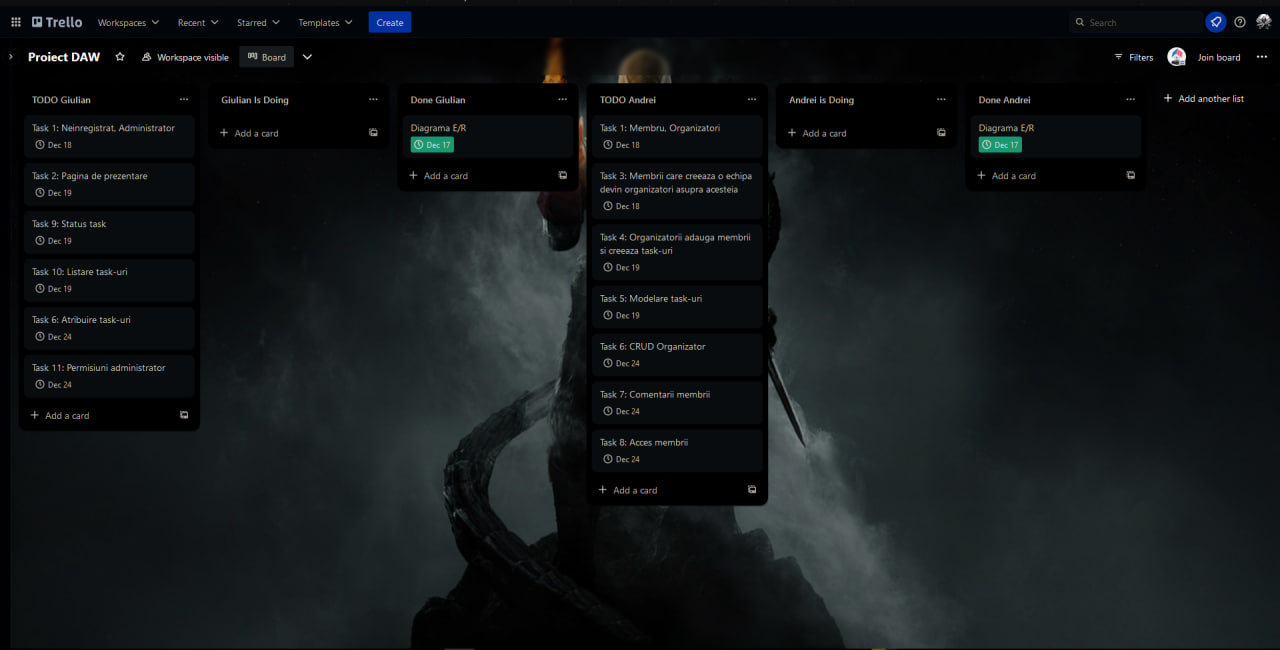 Trello
Workspaces
Recent
Starred
Templates
Create
Search
Proiect DAW
Workspace visible
Board
Filters
Join board
TODO Giulian
Task 1: Neinregistrat, Administrator
Dec 18
Task 2: Pagina de prezentare
Dec 19
Task 9: Status task
Dec 19
Task 10: Listare task-uri
Dec 19
Task 6: Atribuire task-uri
Dec 24
Task 11: Permisiuni administrator
Dec 24
+ Add a card
Giulian Is Doing
+ Add a card
Done Giulian
Diagrama E/R
Dec 17
+ Add a card
TODO Andrei
Task 1: Membru, Organizatori
Dec 18
Task 3: Membrii care creeaza o echipa
devin organizatori asupra acesteia
Dec 18
Task 4: Organizatorii adauga membrii
si creeaza task-uri
Dec 19
Task 5: Modelare task-uri
Dec 19
Task 6: CRUD Organizator
Dec 24
Task 7: Comentarii membrii
Dec 24
Task 8: Acces membrii
Dec 24
+ Add a card
Andrei is Doing
+ Add a card
Done Andrei
Diagrama E/R
Dec 17
+ Add a card
+ Add another list